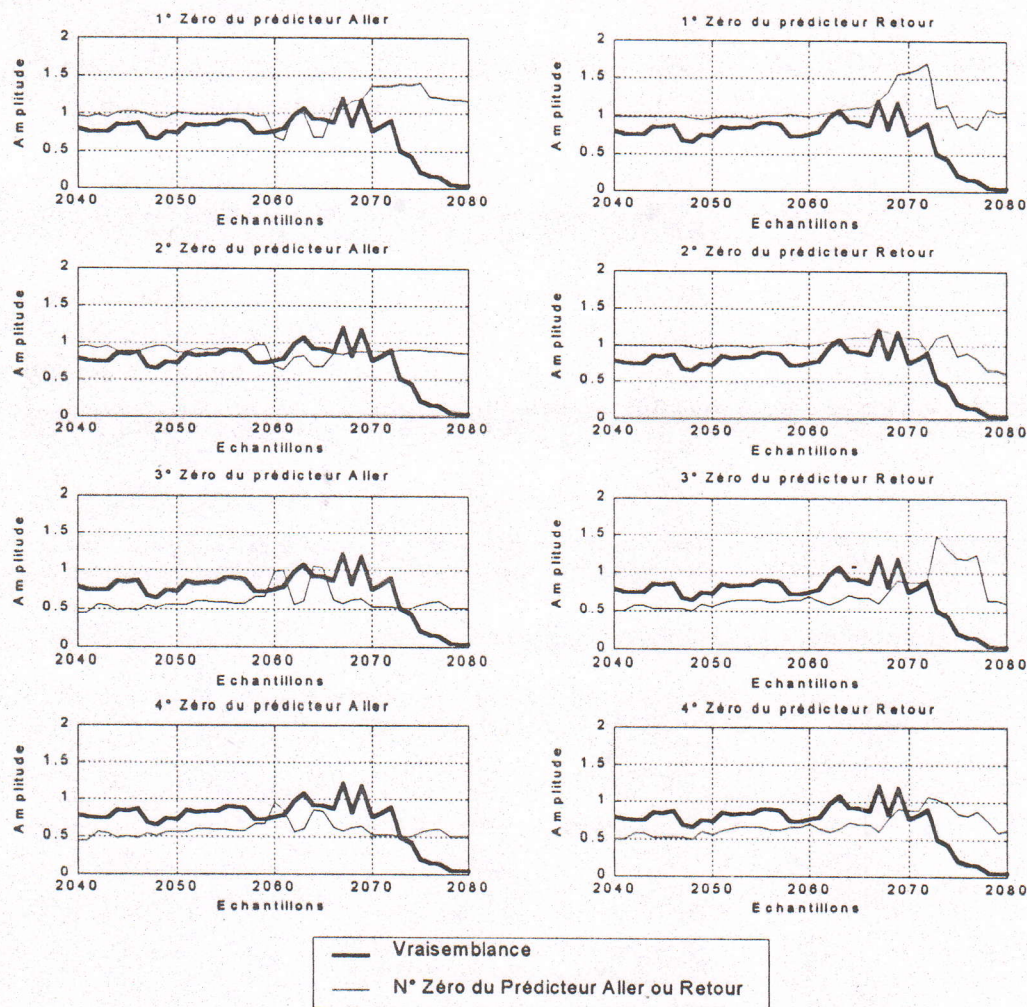 1° Zéro du prédicteur Aller
2
1.5
1
0.5
0
Amplitude
2040 2050 2060 2070 2080
Echantillons
1° Zéro du prédicteur Retour
2
1.5
1
0.5
0
Amplitude
2040 2050 2060 2070 2080
Echantillons
2° Zéro du prédicteur Aller
2
1.5
1
0.5
0
Amplitude
2040 2050 2060 2070 2080
Echantillons
2° Zéro du prédicteur Retour
2
1.5
1
0.5
0
Amplitude
2040 2050 2060 2070 2080
Echantillons
3° Zéro du prédicteur Aller
2
1.5
1
0.5
0
Amplitude
2040 2050 2060 2070 2080
Echantillons
3° Zéro du prédicteur Retour
2
1.5
1
0.5
0
Amplitude
2040 2050 2060 2070 2080
Echantillons
4° Zéro du prédicteur Aller
2
1.5
1
0.5
0
Amplitude
2040 2050 2060 2070 2080
Echantillons
4° Zéro du prédicteur Retour
2
1.5
1
0.5
0
Amplitude
2040 2050 2060 2070 2080
Echantillons
Vraisemblance
N° Zéro du Prédicteur Aller ou Retour